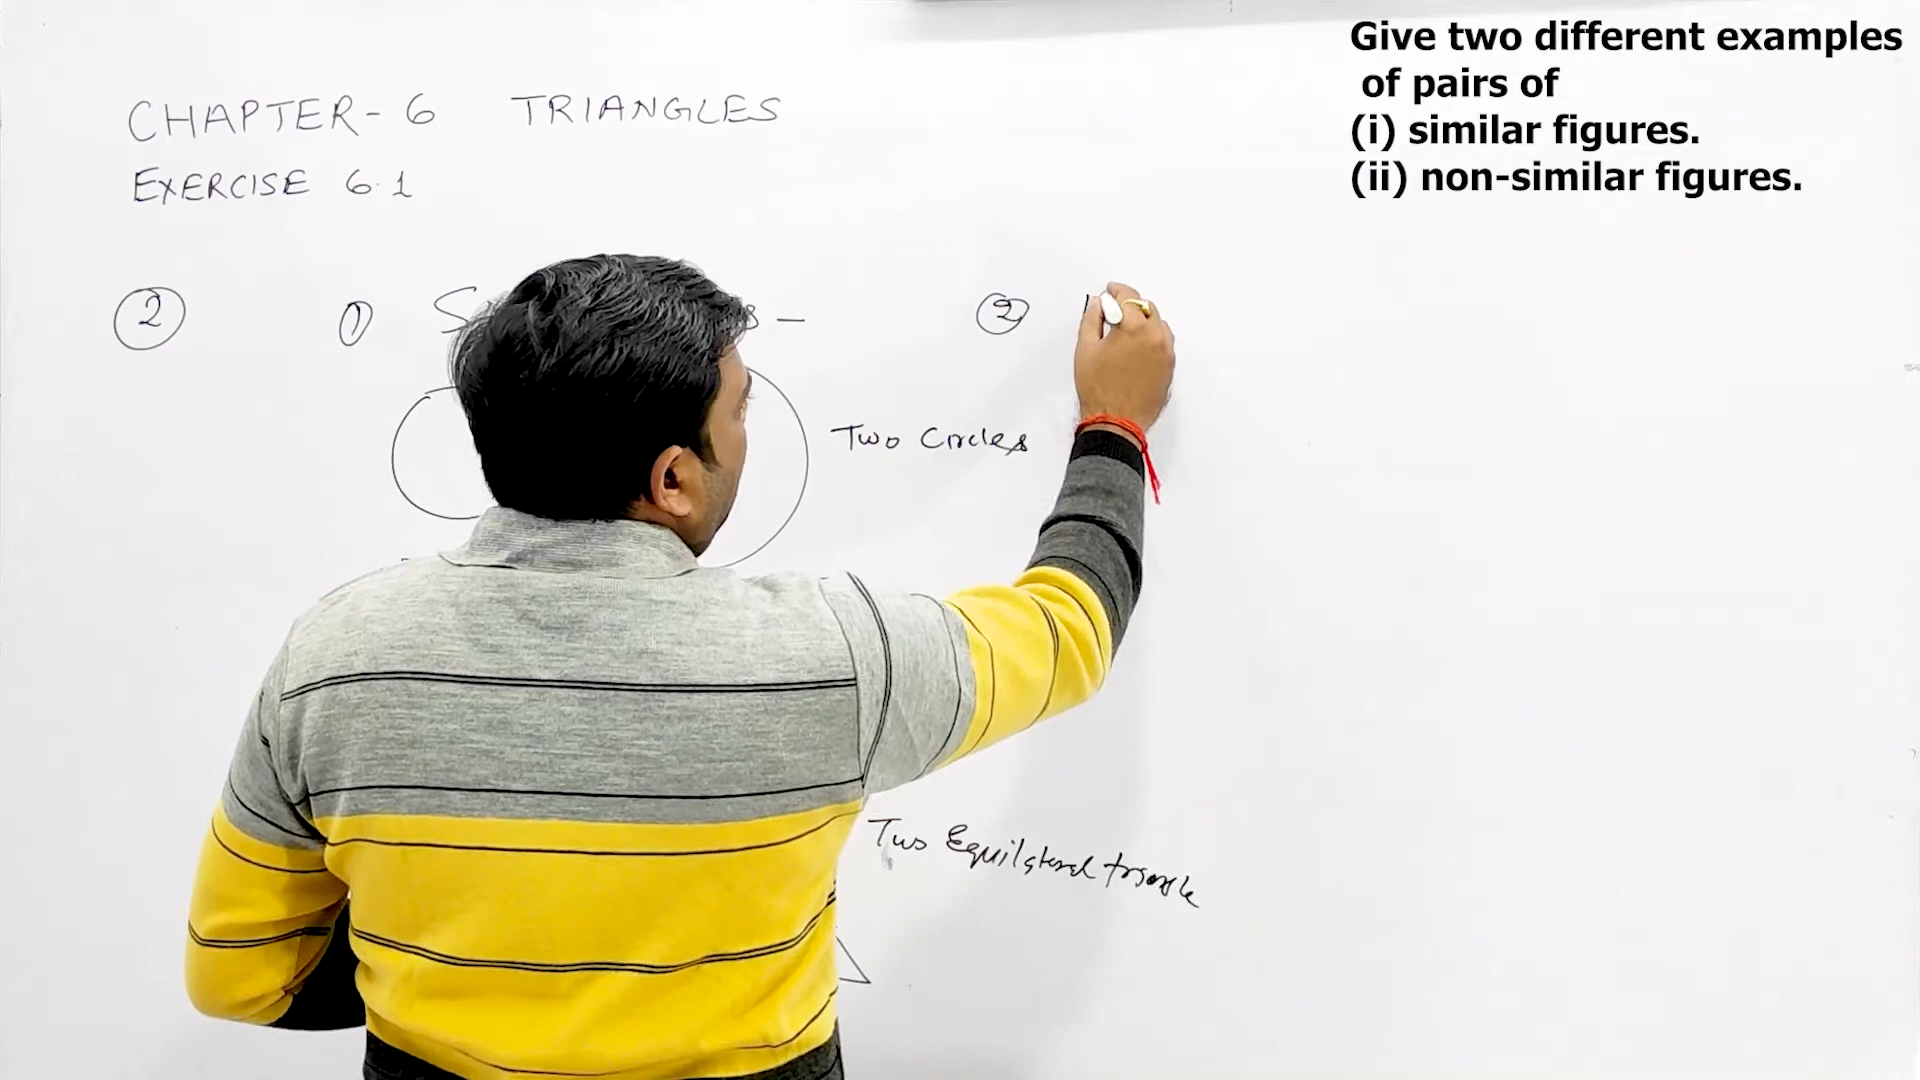 Give two different examples
of pairs of
(i) similar figures.
(ii) non-similar figures.
CHAPTER - 6 TRIANGLES
EXERCISE 6.1
2
1
2
Two Circles
Two Equilateral triangle